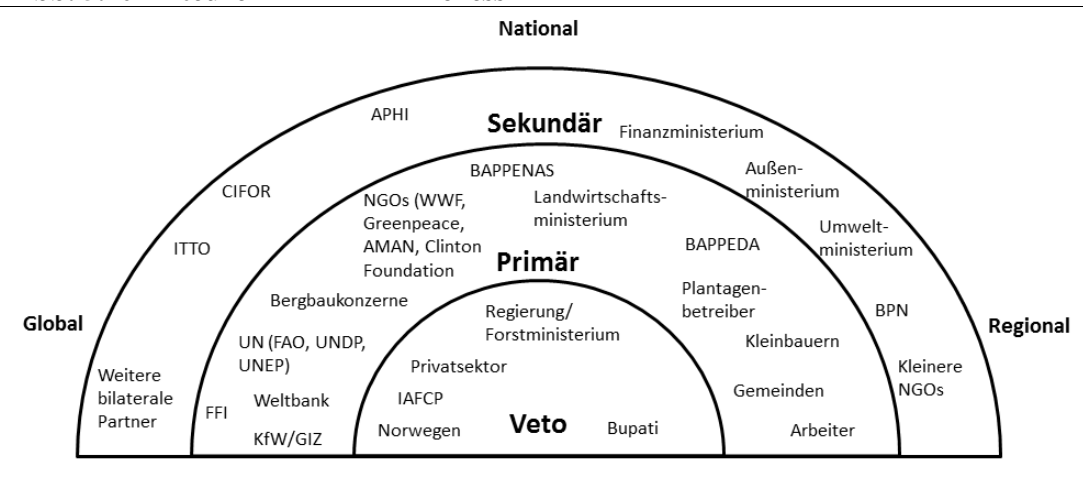 National
APHI
Sekundär
Finanzministerium
BAPPENAS
Außen-
ministerium
CIFOR
NGOs (WWF,
Greenpeace,
AMAN, Clinton
Foundation
Landwirtschafts-
ministerium
Umwelt-
ministerium
ITTO
BAPPEDA
Primär
Bergbaukonzerne
Plantagen-
betreiber
Regierung/
Forstministerium
BPN
Global
Regional
UN (FAO, UNDP,
UNEP)
Kleinbauern
Privatsektor
Kleinere
NGOs
Weitere
bilaterale
Partner
Gemeinden
IAFCP
Weltbank
FFI
Veto
Norwegen
Bupati
Arbeiter
KfW/GIZ